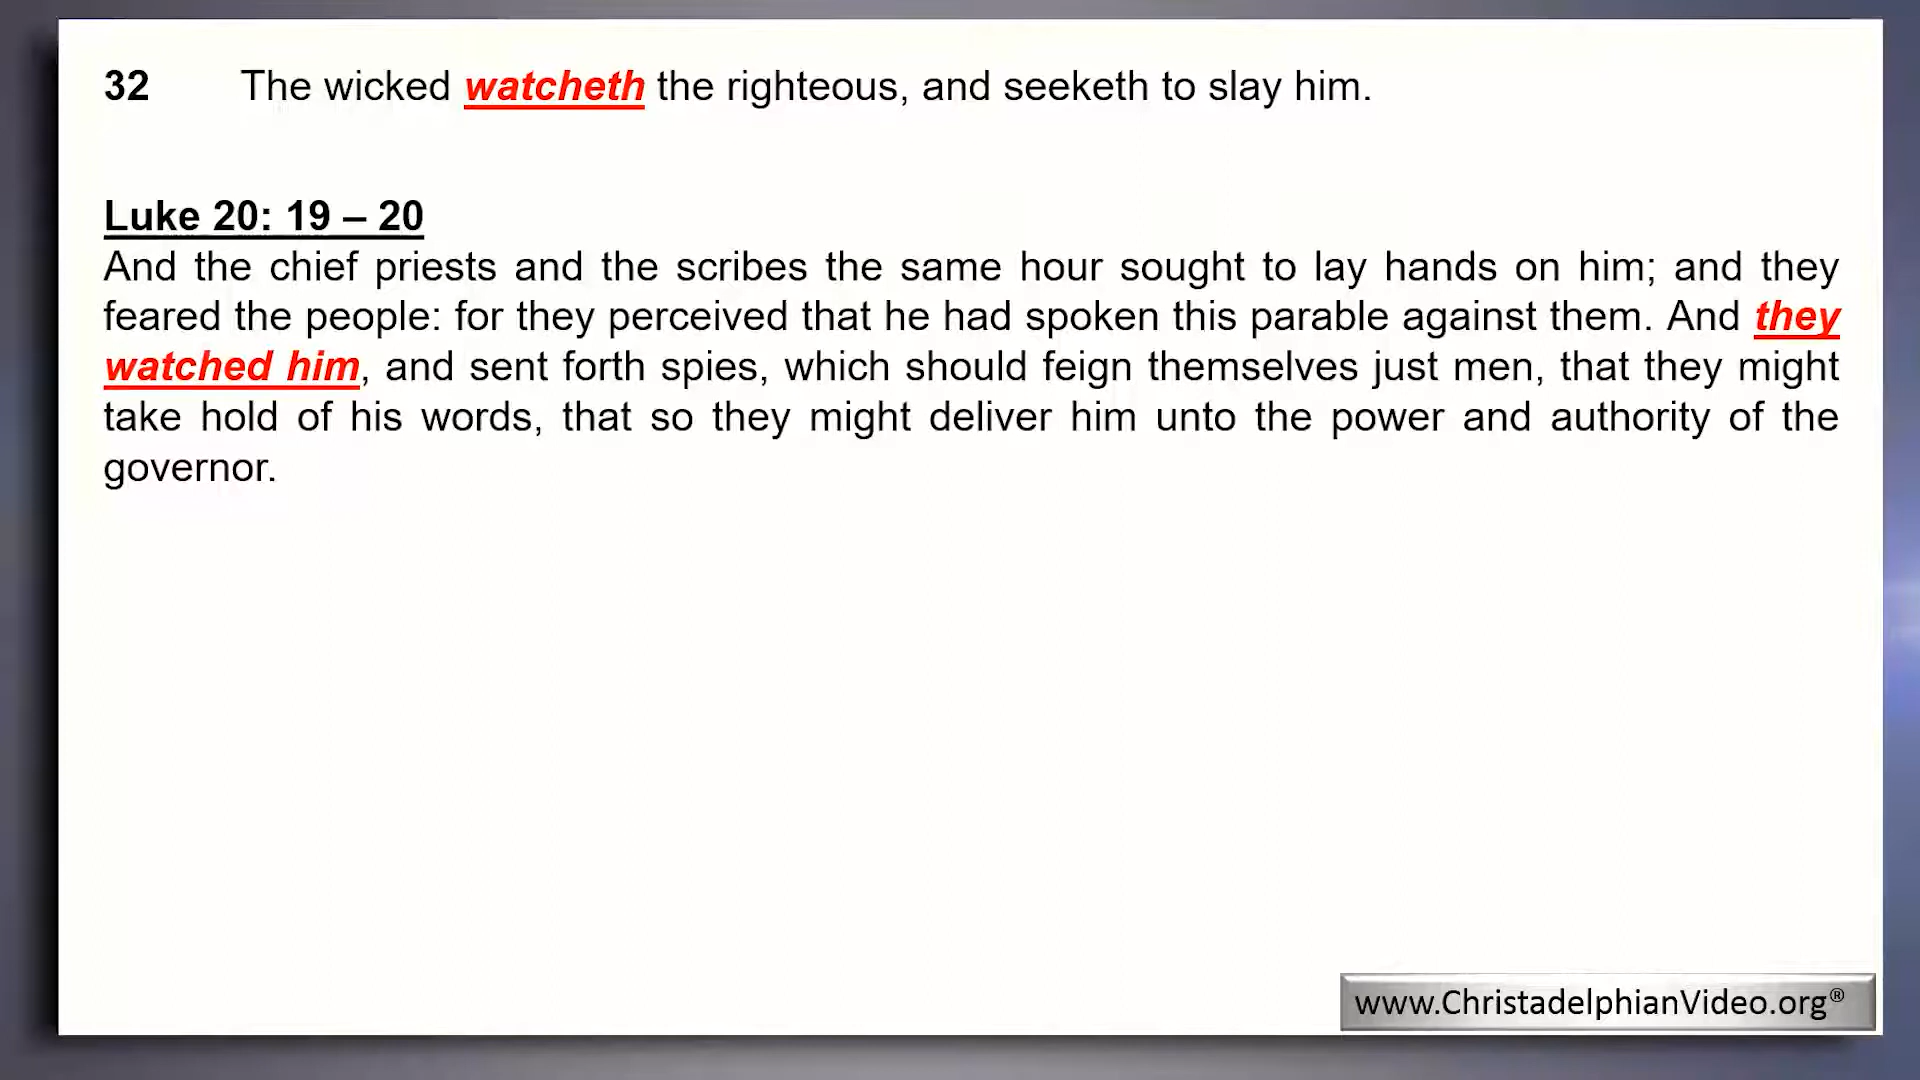 32 The wicked watcheth the righteous, and seeketh to slay him.
Luke 20: 19 – 20
And the chief priests and the scribes the same hour sought to lay hands on him; and they
feared the people: for they perceived that he had spoken this parable against them. And they
watched him, and sent forth spies, which should feign themselves just men, that they might
take hold of his words, that so they might deliver him unto the power and authority of the
governor.
www.ChristadelphianVideo.org®